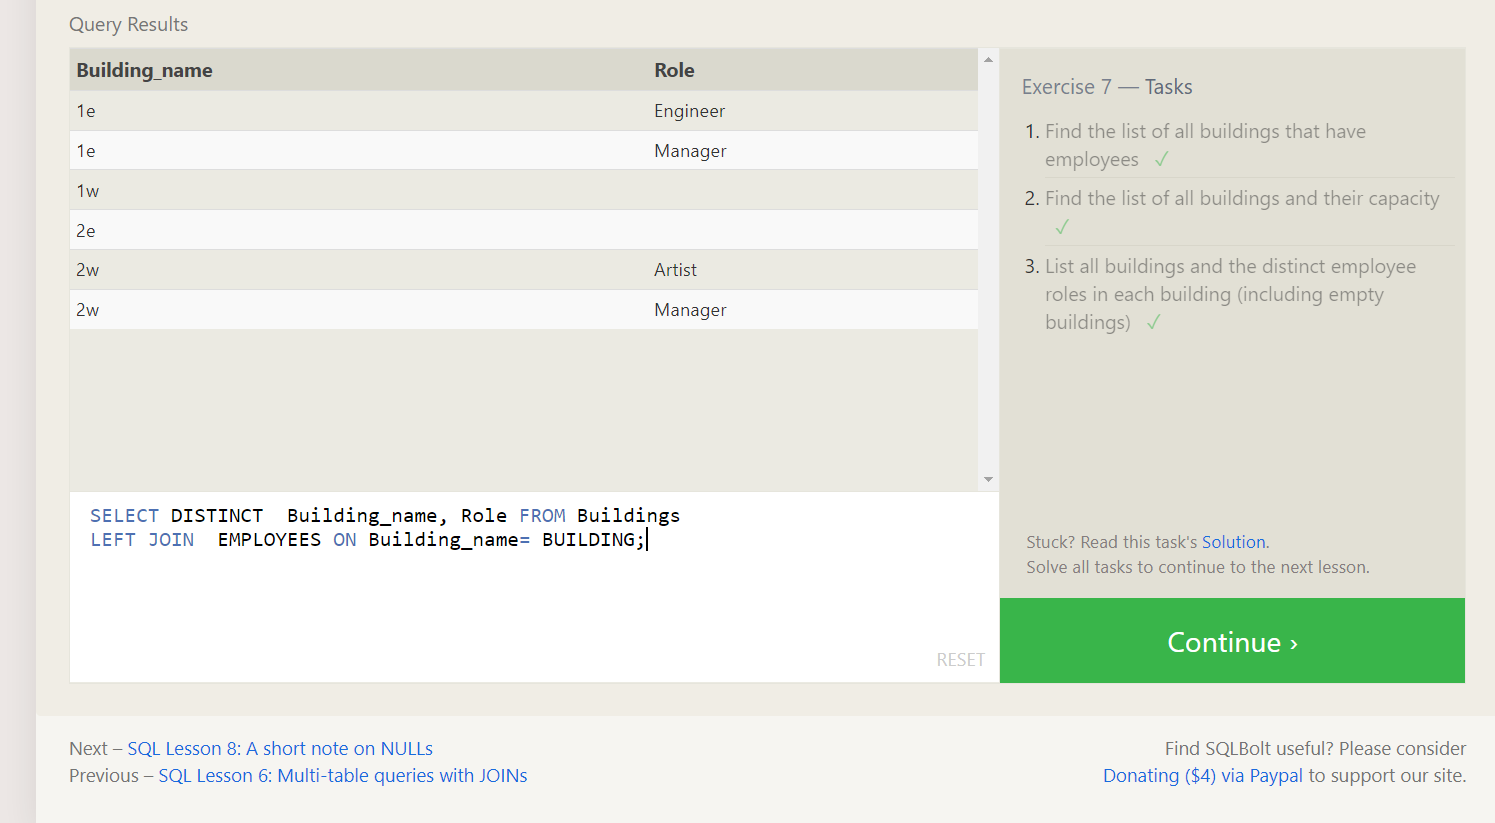 Query Results
Building_name Role
1e Engineer
1e Manager
1w
2e
2w Artist
2w Manager
SELECT DISTINCT  Building_name, Role FROM Buildings
LEFT JOIN  EMPLOYEES ON Building_name= BUILDING;
RESET
Exercise 7 — Tasks
1. Find the list of all buildings that have
employees ✓
2. Find the list of all buildings and their capacity
✓
3. List all buildings and the distinct employee
roles in each building (including empty
buildings) ✓
Stuck? Read this task's Solution.
Solve all tasks to continue to the next lesson.
Continue ›
Next – SQL Lesson 8: A short note on NULLs
Previous – SQL Lesson 6: Multi-table queries with JOINs
Find SQLBolt useful? Please consider
Donating ($4) via Paypal to support our site.